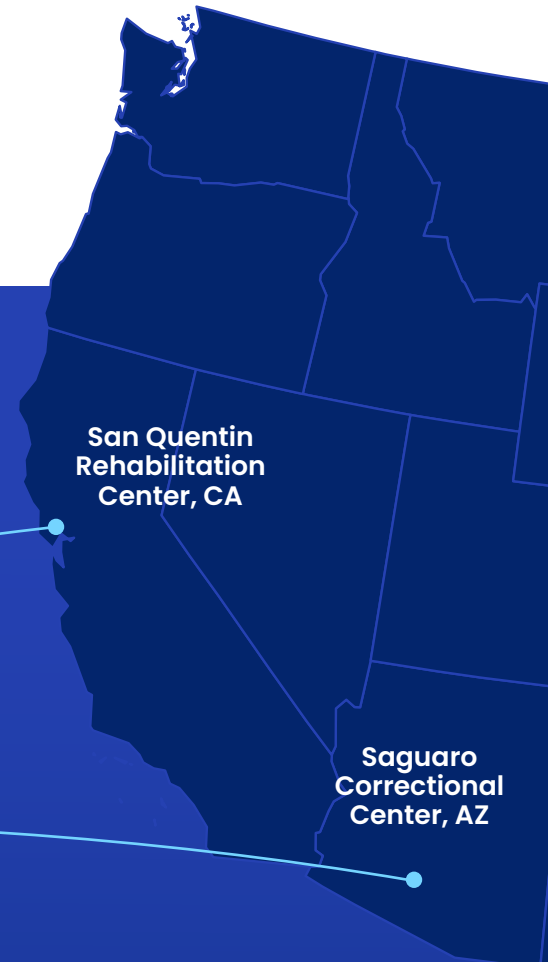 San Quentin
Rehabilitation
Center, CA
Saguaro
Correctional
Center, AZ